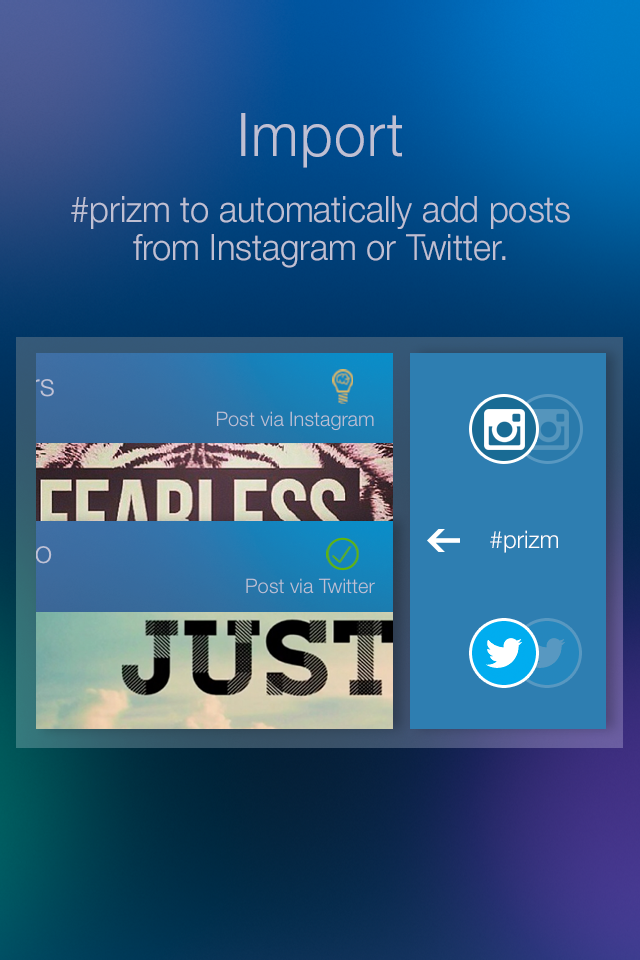 Import
#prizm to automatically add posts
from Instagram or Twitter.
rs
Post via Instagram
FEARLESS
#prizm
o
Post via Twitter
JUST